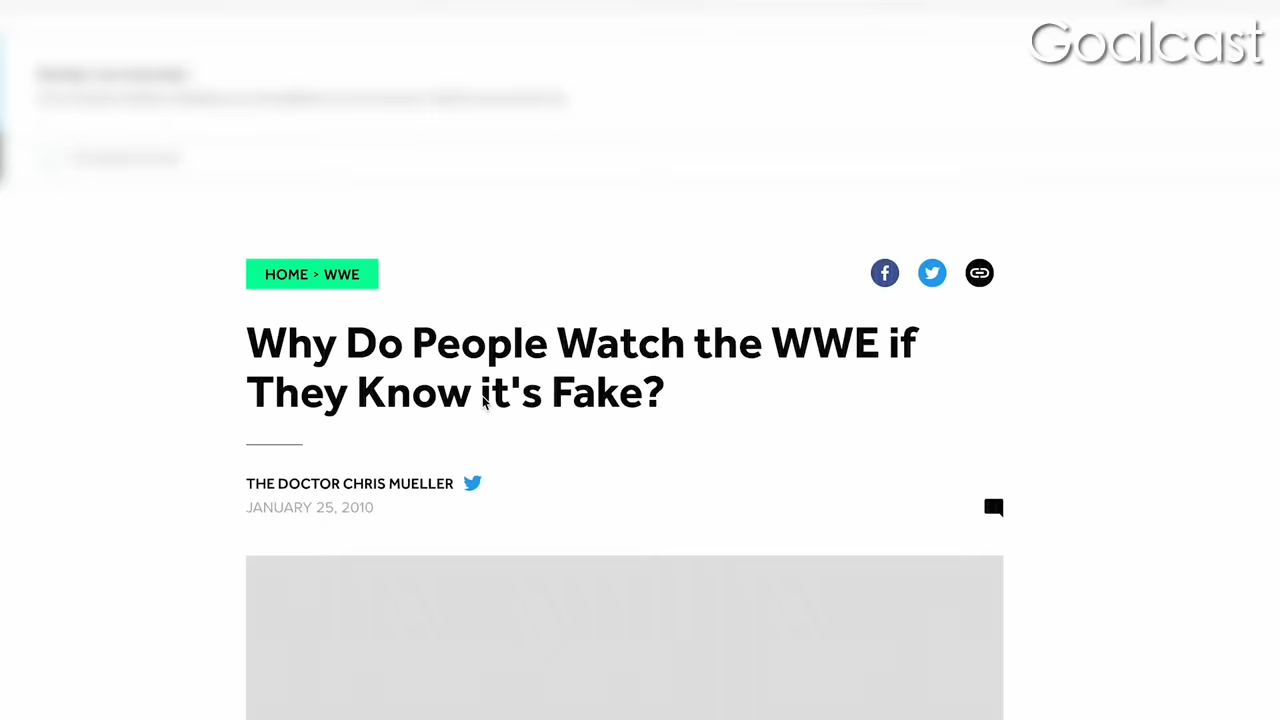 Goalcast
HOME > WWE
Why Do People Watch the WWE if
They Know it's Fake?
THE DOCTOR CHRIS MUELLER
JANUARY 25, 2010